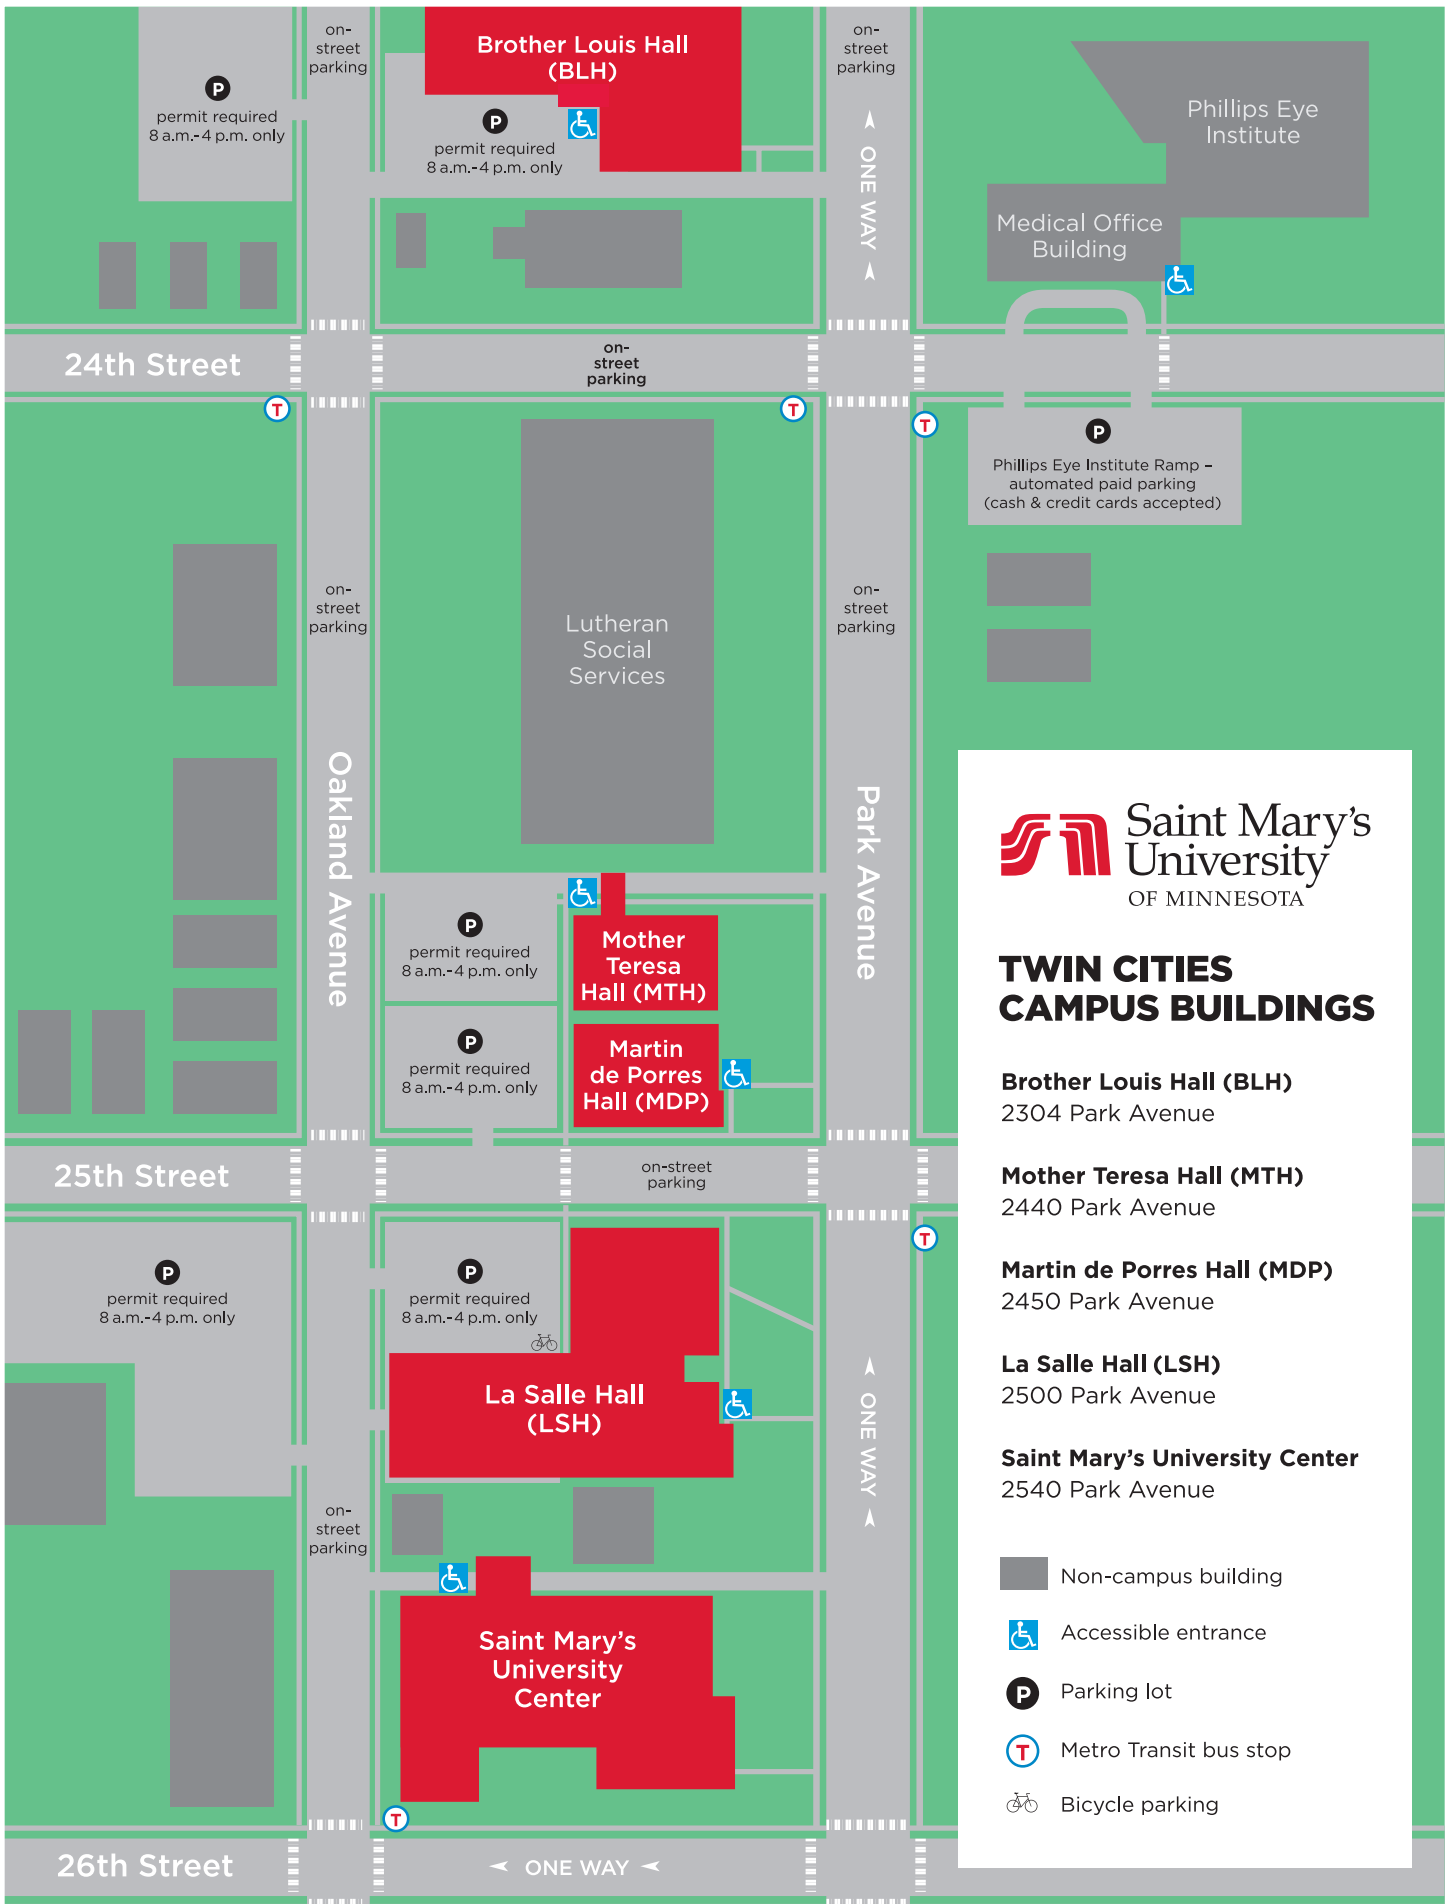 on-
street
parking
Brother Louis Hall
(BLH)
on-
street
parking
P
permit required
8 a.m.-4 p.m. only
P
permit required
8 a.m.-4 p.m. only
ONE WAY
Phillips Eye
Institute
Medical Office
Building
24th Street
on-
street
parking
T
T
T
P
Phillips Eye Institute Ramp –
automated paid parking
(cash & credit cards accepted)
on-
street
parking
on-
street
parking
Lutheran
Social
Services
Oakland Avenue
Park Avenue
P
permit required
8 a.m.-4 p.m. only
Mother
Teresa
Hall (MTH)
P
permit required
8 a.m.-4 p.m. only
Martin
de Porres
Hall (MDP)
25th Street
on-street
parking
T
P
permit required
8 a.m.-4 p.m. only
P
permit required
8 a.m.-4 p.m. only
La Salle Hall
(LSH)
ONE WAY
on-
street
parking
Saint Mary's
University
Center
T
26th Street
ONE WAY
Saint Mary's
University
OF MINNESOTA
TWIN CITIES
CAMPUS BUILDINGS
Brother Louis Hall (BLH)
2304 Park Avenue
Mother Teresa Hall (MTH)
2440 Park Avenue
Martin de Porres Hall (MDP)
2450 Park Avenue
La Salle Hall (LSH)
2500 Park Avenue
Saint Mary's University Center
2540 Park Avenue
Non-campus building
Accessible entrance
P Parking lot
T Metro Transit bus stop
Bicycle parking